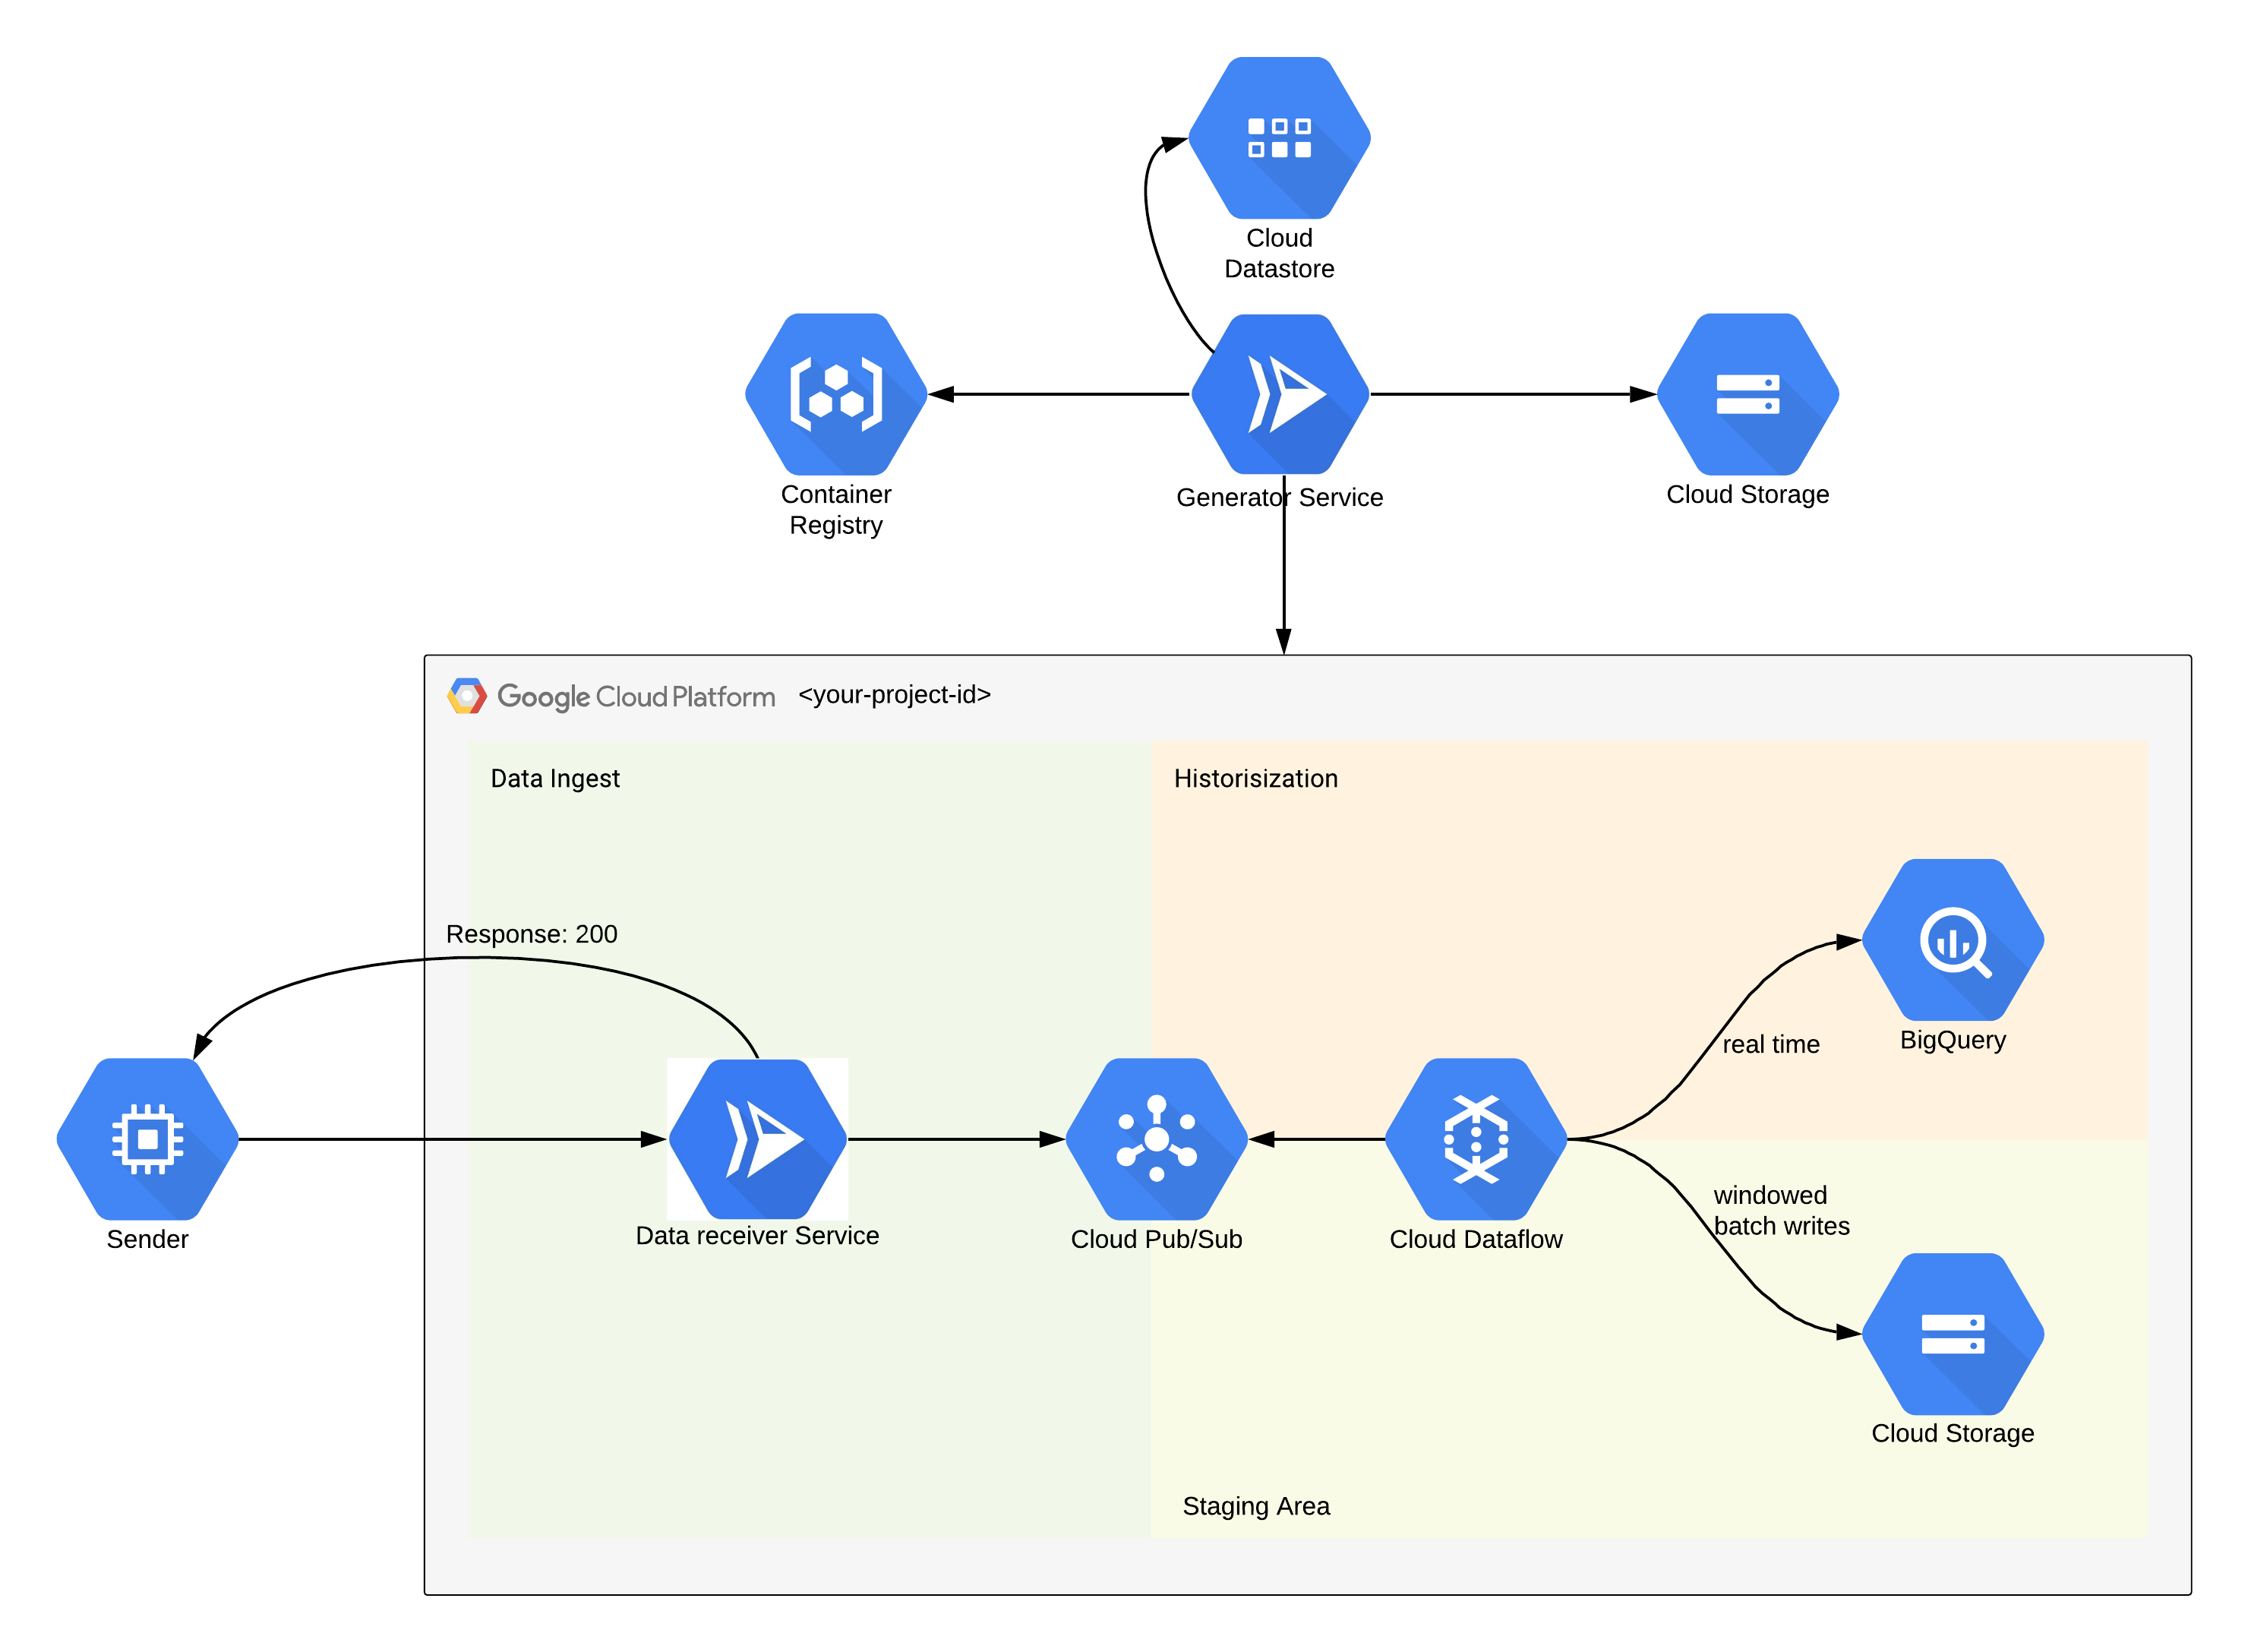 Cloud
Datastore
Container
Registry
Generator Service
Cloud Storage
Google Cloud Platform <your-project-id>
Data Ingest
Historisization
Response: 200
real time
BigQuery
Sender
Data receiver Service
Cloud Pub/Sub
Cloud Dataflow
windowed
batch writes
Cloud Storage
Staging Area